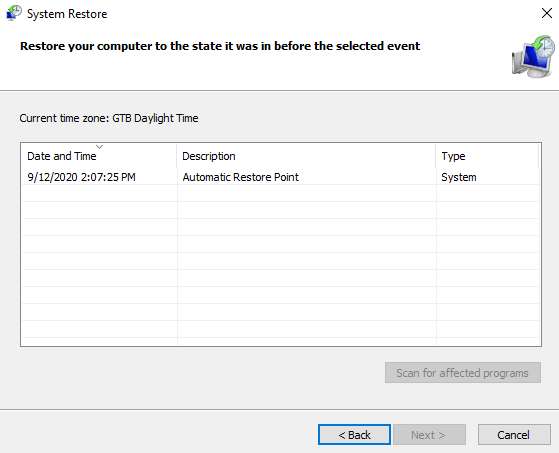 System Restore
Restore your computer to the state it was in before the selected event
Current time zone: GTB Daylight Time
Date and Time Description Type
9/12/2020 2:07:25 PM Automatic Restore Point System
Scan for affected programs
< Back Next > Cancel